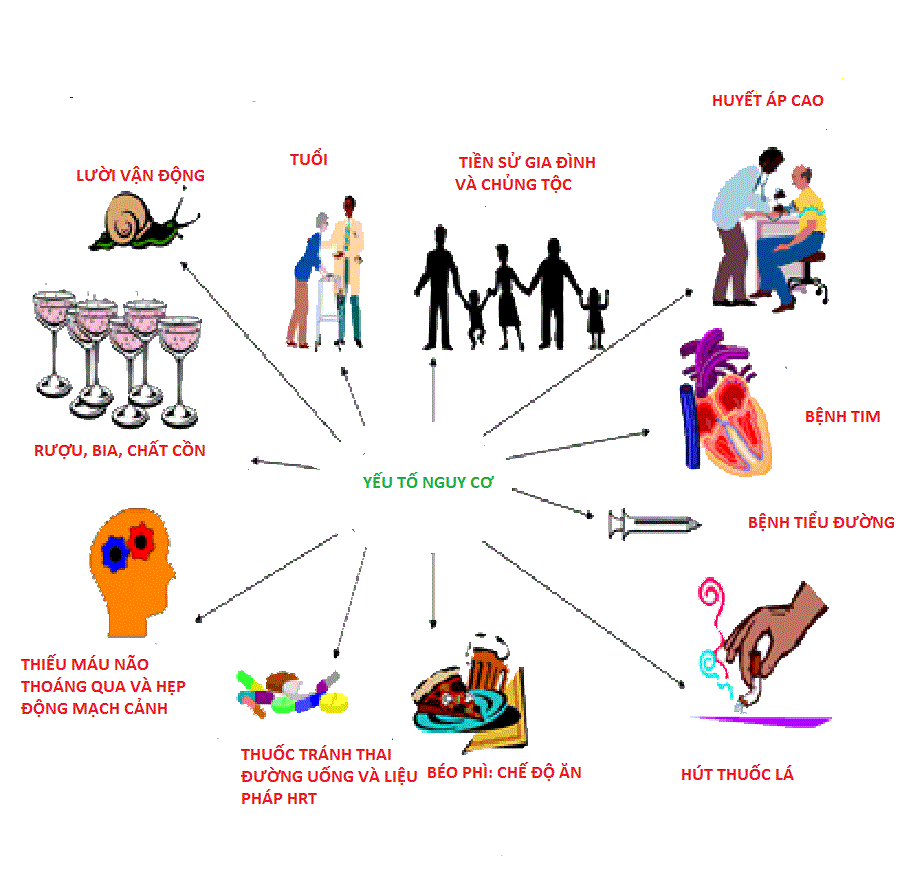 HUYẾT ÁP CAO
TUỔI
TIỀN SỬ GIA ĐÌNH
VÀ CHỦNG TỘC
LƯỜI VẬN ĐỘNG
BỆNH TIM
RƯỢU, BIA, CHẤT CỒN
YẾU TỐ NGUY CƠ
BỆNH TIỂU ĐƯỜNG
THIẾU MÁU NÃO
THOÁNG QUA VÀ HẸP
ĐỘNG MẠCH CẢNH
THUỐC TRÁNH THAI
ĐƯỜNG UỐNG VÀ LIỆU
PHÁP HRT
BÉO PHÌ: CHẾ ĐỘ ĂN
HÚT THUỐC LÁ